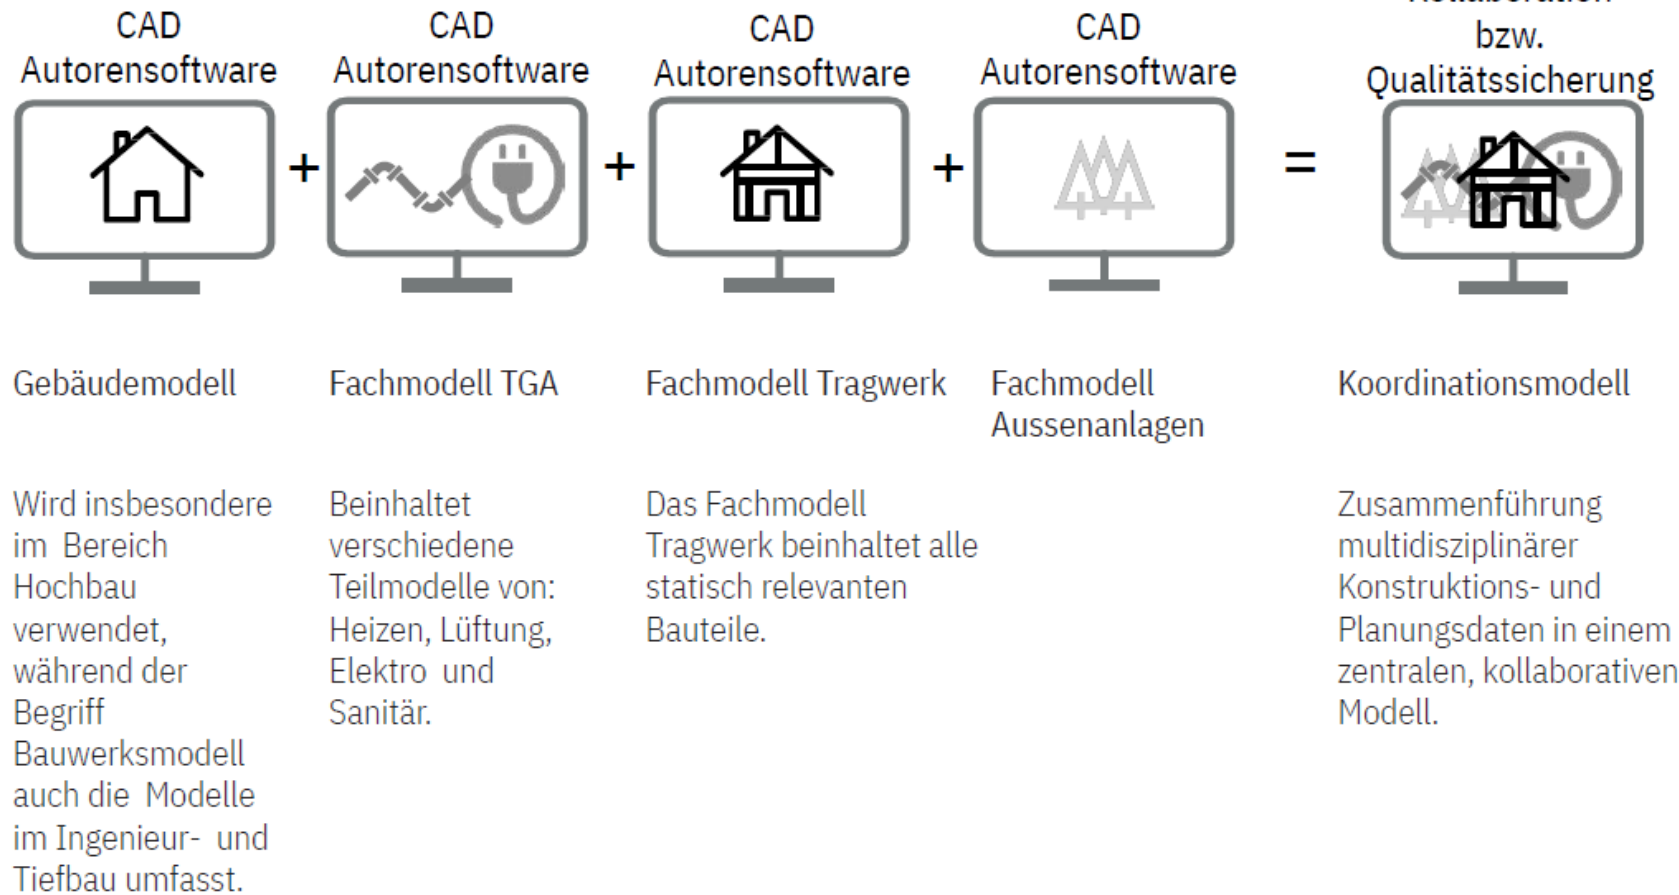 CAD
Autorensoftware
CAD
Autorensoftware
CAD
Autorensoftware
CAD
Autorensoftware
bzw.
Qualitätssicherung
+
+
+
=
Gebäudemodell
Fachmodell TGA
Fachmodell Tragwerk
Fachmodell
Aussenanlagen
Koordinationsmodell
Wird insbesondere
im Bereich
Hochbau
verwendet,
während der
Begriff
Bauwerksmodell
auch die Modelle
im Ingenieur- und
Tiefbau umfasst.
Beinhaltet
verschiedene
Teilmodelle von:
Heizen, Lüftung,
Elektro und
Sanitär.
Das Fachmodell
Tragwerk beinhaltet alle
statisch relevanten
Bauteile.
Zusammenführung
multidisziplinärer
Konstruktions- und
Planungsdaten in einem
zentralen, kollaborativen
Modell.